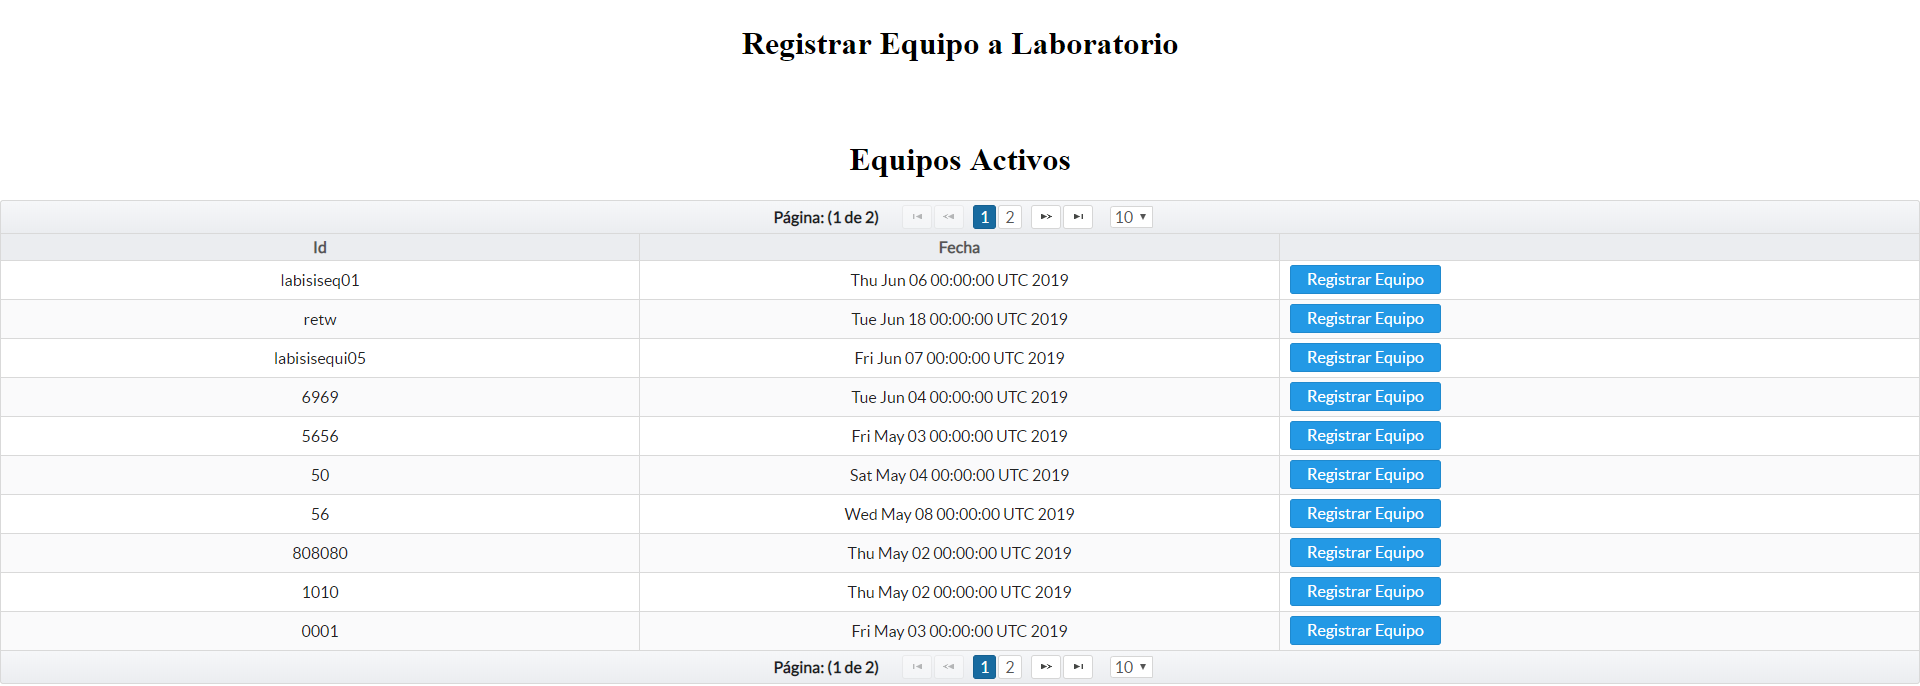 Registrar Equipo a Laboratorio
Equipos Activos
Página: (1 de 2) 1 2 10
Id Fecha
labisiseq01 Thu Jun 06 00:00:00 UTC 2019 Registrar Equipo
retw Tue Jun 18 00:00:00 UTC 2019 Registrar Equipo
labisisequi05 Fri Jun 07 00:00:00 UTC 2019 Registrar Equipo
6969 Tue Jun 04 00:00:00 UTC 2019 Registrar Equipo
5656 Fri May 03 00:00:00 UTC 2019 Registrar Equipo
50 Sat May 04 00:00:00 UTC 2019 Registrar Equipo
56 Wed May 08 00:00:00 UTC 2019 Registrar Equipo
808080 Thu May 02 00:00:00 UTC 2019 Registrar Equipo
1010 Thu May 02 00:00:00 UTC 2019 Registrar Equipo
0001 Fri May 03 00:00:00 UTC 2019 Registrar Equipo
Página: (1 de 2) 1 2 10